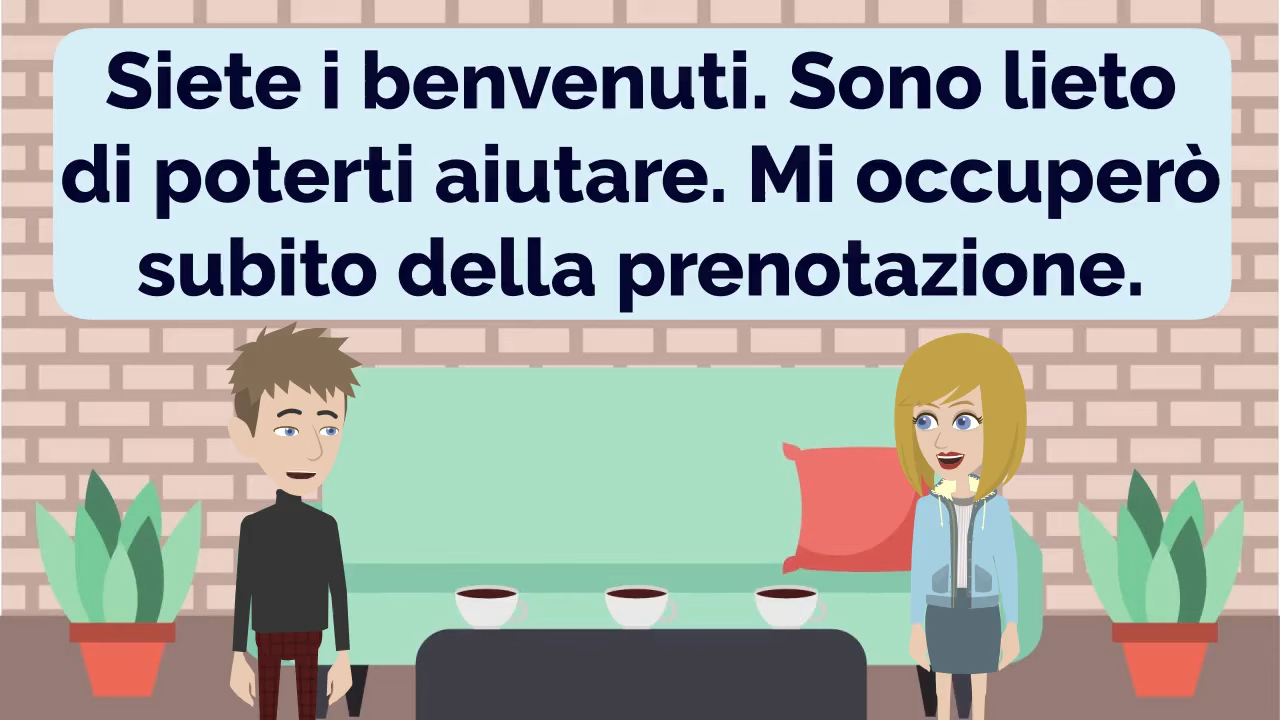 Siete i benvenuti. Sono lieto
di poterti aiutare. Mi occuperò
subito della prenotazione.